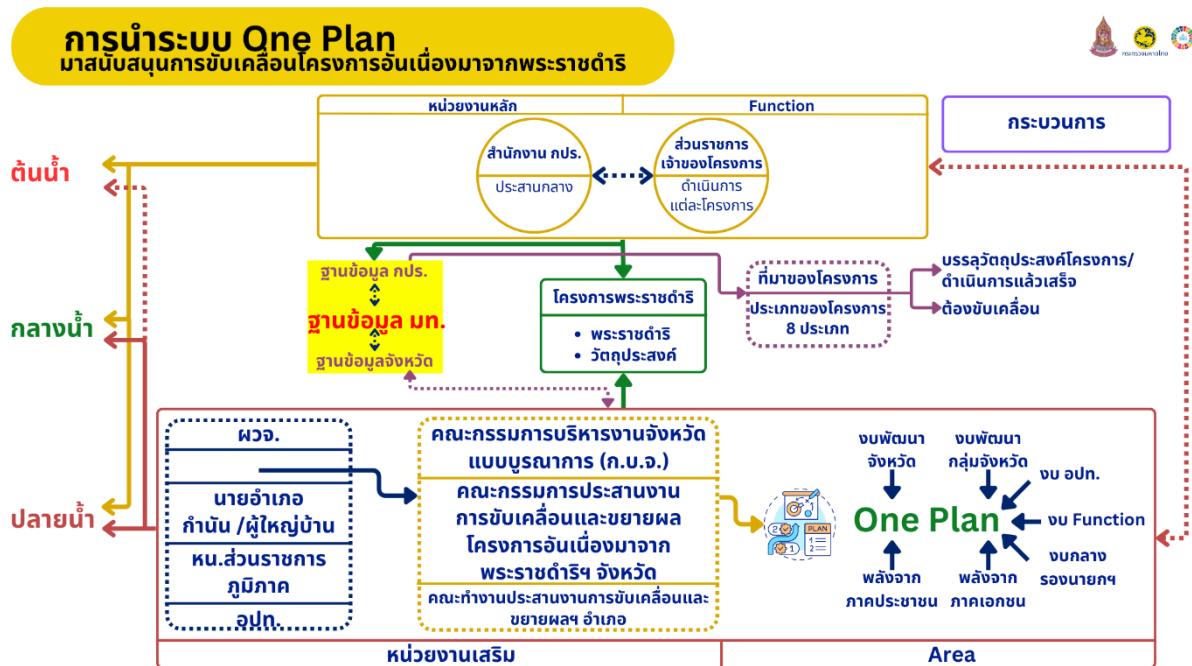 การนำระบบ One Plan
มาสนับสนุนการขับเคลื่อนโครงการอันเนื่องมาจากพระราชดำริ
กระทรวงมหาดไทย
หน่วยงานหลัก
Function
กระบวนการ
สำนักงาน กปร.
ประสานกลาง
ส่วนราชการ
เจ้าของโครงการ
ดำเนินการ
แต่ละโครงการ
ต้นน้ำ
กลางน้ำ
ปลายน้ำ
ฐานข้อมูล กปร.
ฐานข้อมูล มท.
ฐานข้อมูลจังหวัด
โครงการพระราชดำริ
• พระราชดำริ
• วัตถุประสงค์
ที่มาของโครงการ
ประเภทของโครงการ
8 ประเภท
บรรลุวัตถุประสงค์โครงการ/
ดำเนินการแล้วเสร็จ
ต้องขับเคลื่อน
ผวจ.
นายอำเภอ
กำนัน /ผู้ใหญ่บ้าน
หน.ส่วนราชการ
ภูมิภาค
อปท.
คณะกรรมการบริหารงานจังหวัด
แบบบูรณาการ (ก.บ.จ.)
คณะกรรมการประสานงาน
การขับเคลื่อนและขยายผล
โครงการอันเนื่องมาจาก
พระราชดำริฯ จังหวัด
คณะทำงานประสานงานการขับเคลื่อนและ
ขยายผลฯ อำเภอ
PLAN
2
1
1
2
งบพัฒนา
จังหวัด
งบพัฒนา
กลุ่มจังหวัด
งบ อปท.
One Plan
งบ Function
งบกลาง
รองนายกฯ
พลังจาก
ภาคประชาชน
พลังจาก
ภาคเอกชน
หน่วยงานเสริม
Area